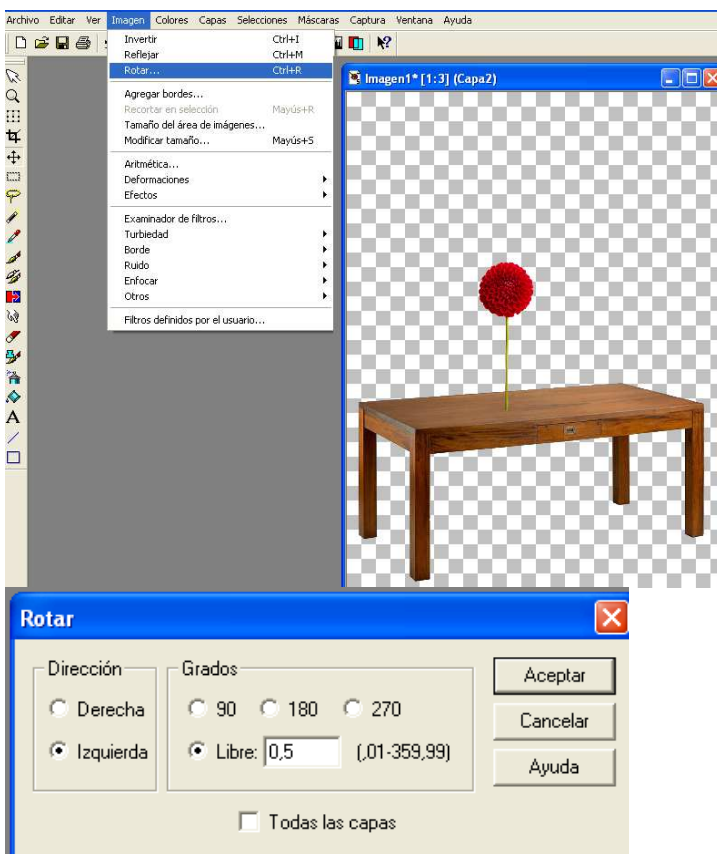 Archivo Editar Ver Imagen Colores Capas Selecciones Máscaras Captura Ventana Ayuda
Invertir Ctrl+I
Reflejar Ctrl+M
Rotar... Ctrl+R
Imagen1* [1:3] (Capa2)
Agregar bordes...
Recortar en selección Mayús+R
Tamaño del área de imágenes...
Modificar tamaño... Mayús+S
Aritmética...
Deformaciones
Efectos
Examinador de filtros...
Turbiedad
Borde
Ruido
Enfocar
Otros
Filtros definidos por el usuario...
Rotar
Dirección
Derecha
Izquierda
Grados
90 180 270
Libre: 0,5 (,01-359,99)
Todas las capas
Aceptar
Cancelar
Ayuda